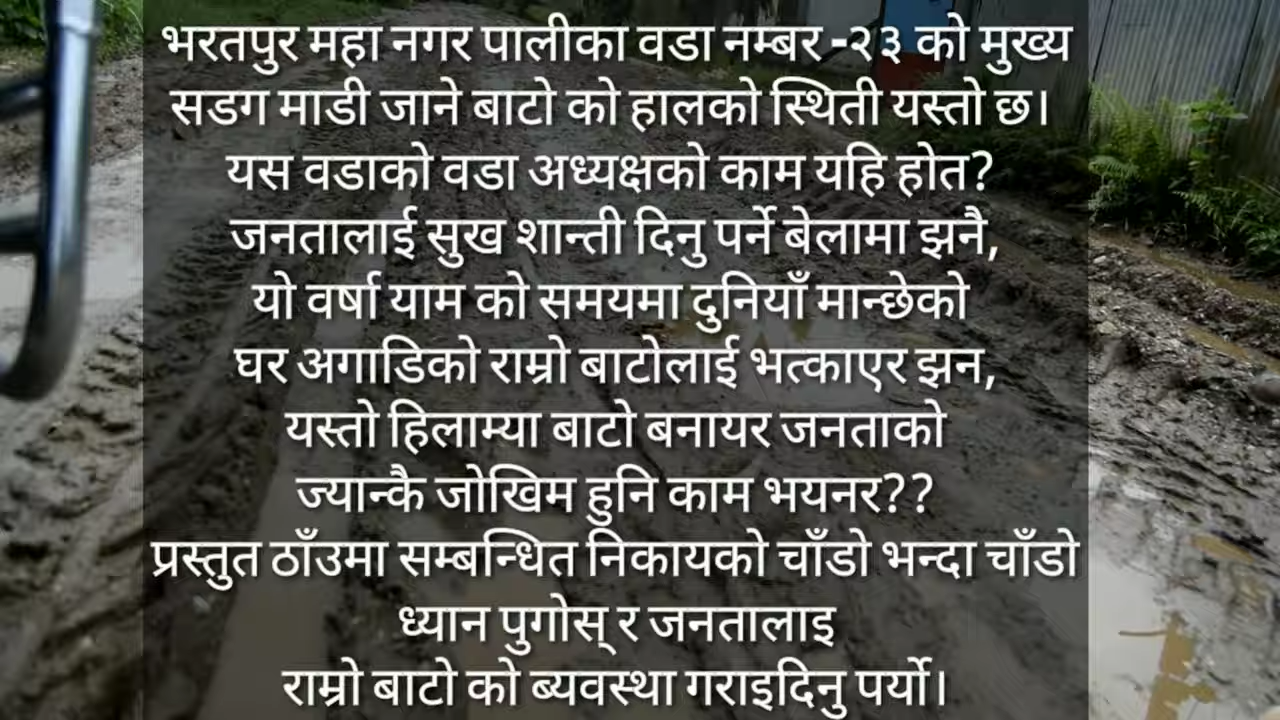 भरतपुर महा नगर पालीका वडा नम्बर -२३ को मुख्य
सडग माडी जाने बाटो को हालको स्थिती यस्तो छ।
यस वडाको वडा अध्यक्षको काम यहि होत?
जनतालाई सुख शान्ती दिनु पर्ने बेलामा झनै,
यो वर्षा याम को समयमा दुनियाँ मान्छेको
घर अगाडिको राम्रो बाटोलाई भत्काएर झन,
यस्तो हिलाम्या बाटो बनायर जनताको
ज्यान्कै जोखिम हुनि काम भयनर??
प्रस्तुत ठाँउमा सम्बन्धित निकायको चाँडो भन्दा चाँडो
ध्यान पुगोस् र जनतालाइ
राम्रो बाटो को ब्यवस्था गराइदिनु पर्यो।